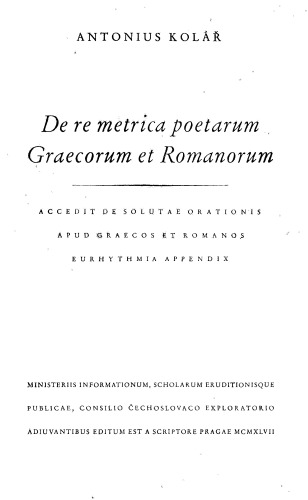 ANTONIUS KOLÁŘ
De re metrica poetarum
Graecorum et Romanorum
ACCEDIT DE SOLUTAE ORATIONIS
APUD GRAECOS ET ROMANOS
EURHYTHMIA APPENDIX
MINISTERIIS INFORMATIONUM, SCHOLARUM ERUDITIONISQUE
PUBLICAE, CONSILIO ČECHOSLOVACO EXPLORATORIO
ADIUVANTIBUS EDITUM EST A SCRIPTORE PRAGAE MCMXLVII